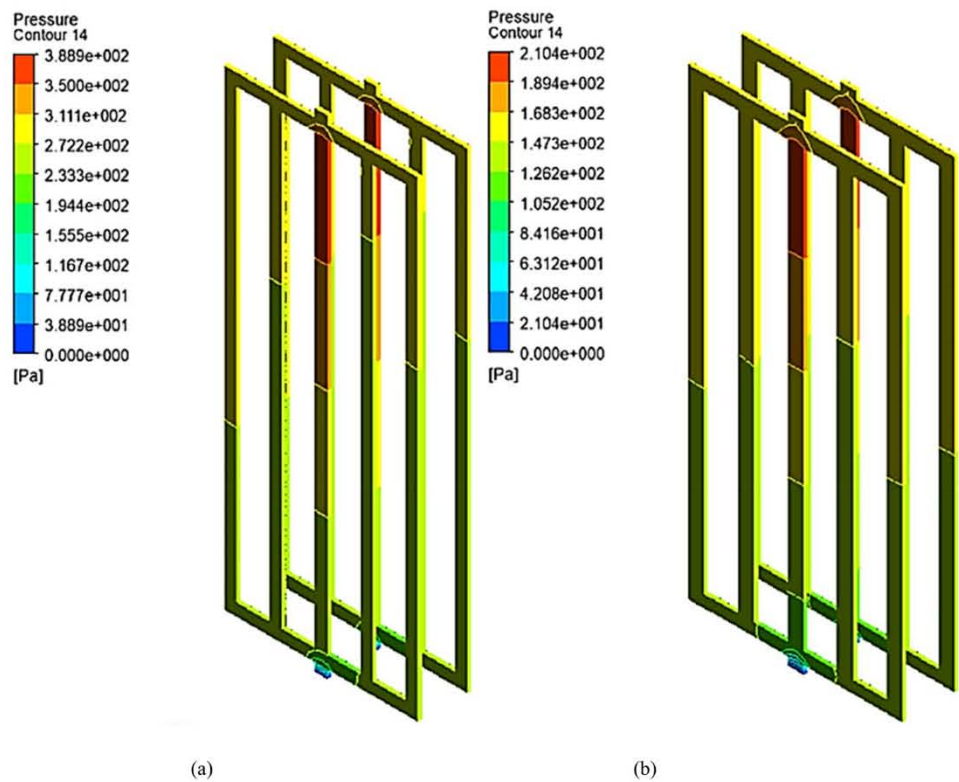 Pressure
Contour 14
3.889e+002
3.500e+002
3.111e+002
2.722e+002
2.333e+002
1.944e+002
1.555e+002
1.167e+002
7.777e+001
3.889e+001
0.000e+000
[Pa]
Pressure
Contour 14
2.104e+002
1.894e+002
1.683e+002
1.473e+002
1.262e+002
1.052e+002
8.416e+001
6.312e+001
4.208e+001
2.104e+001
0.000e+000
[Pa]
(a)
(b)